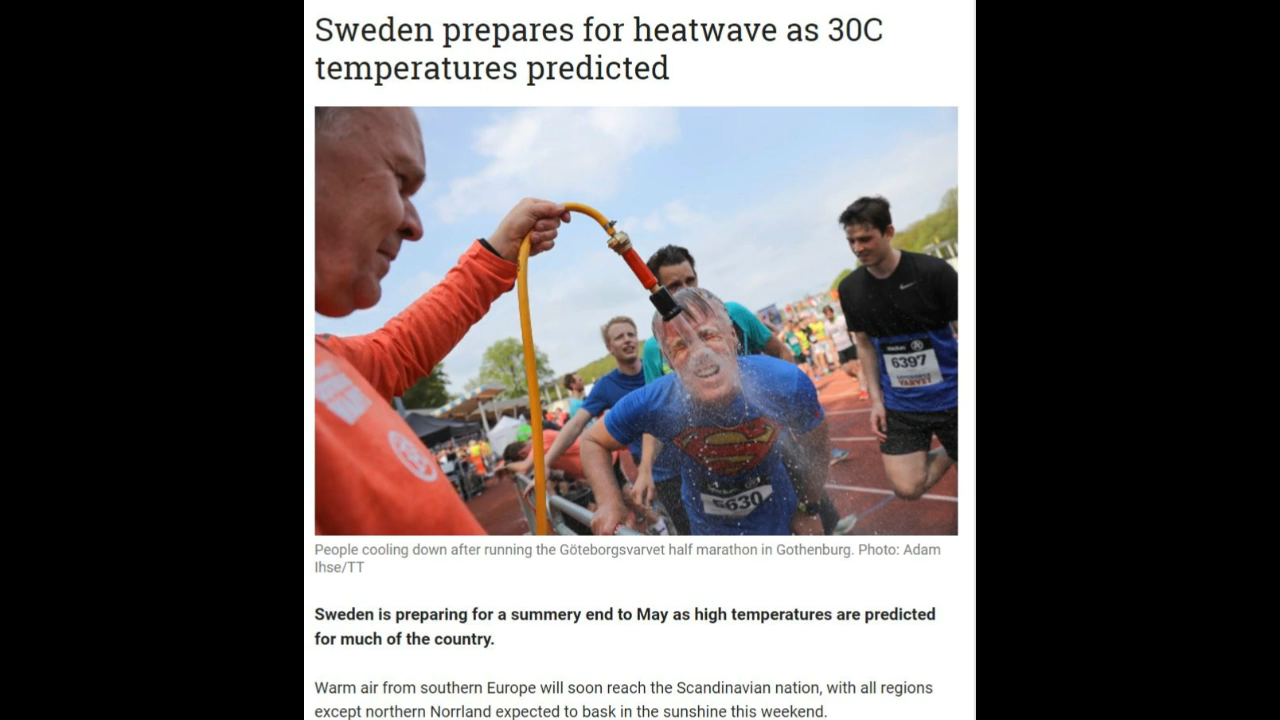 Sweden prepares for heatwave as 30C
temperatures predicted
6397
VARVET
5630
People cooling down after running the Göteborgsvarvet half marathon in Gothenburg. Photo: Adam
Ihse/TT
Sweden is preparing for a summery end to May as high temperatures are predicted
for much of the country.
Warm air from southern Europe will soon reach the Scandinavian nation, with all regions
except northern Norrland expected to bask in the sunshine this weekend.